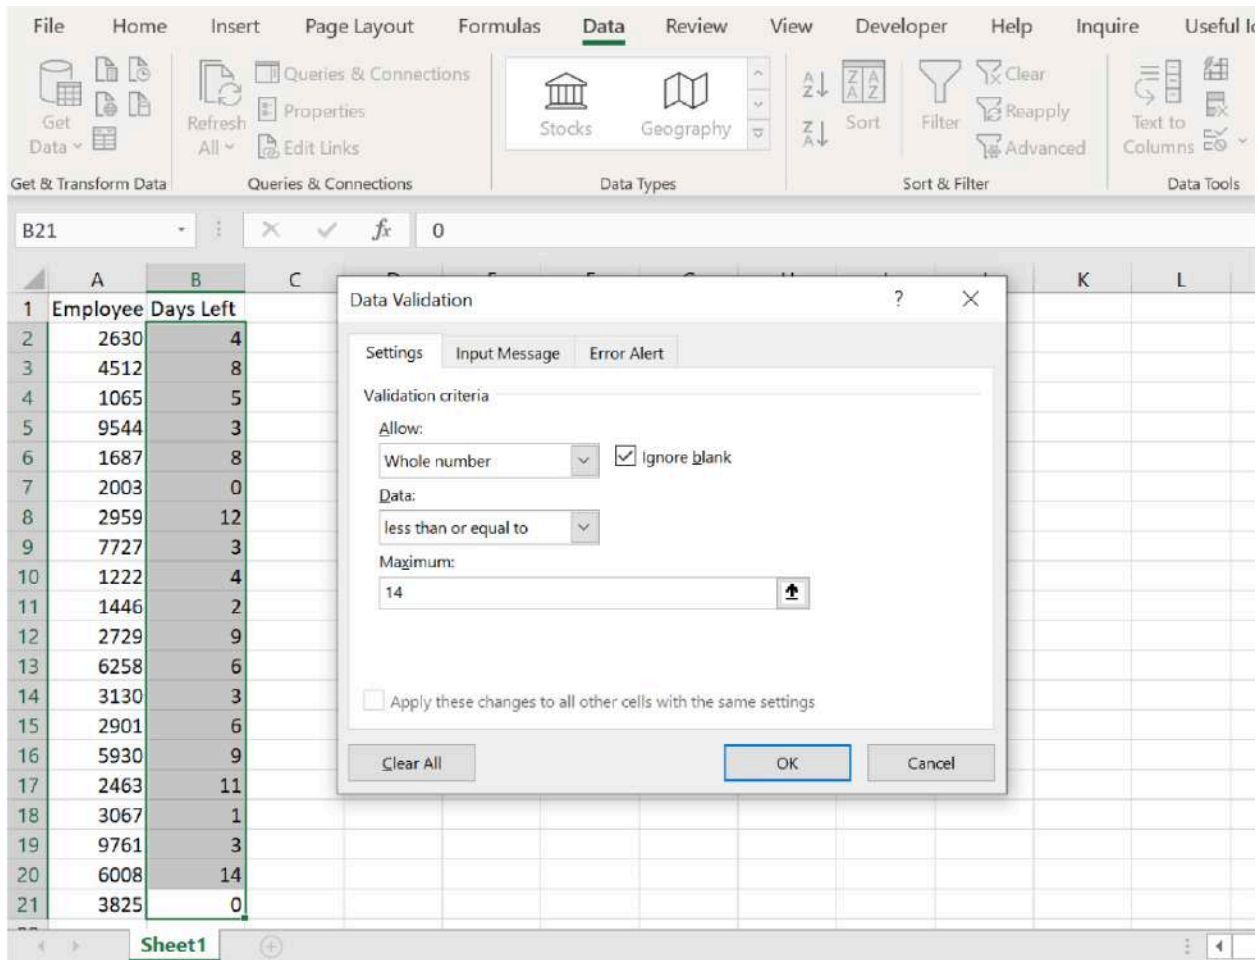 File Home Insert Page Layout Formulas Data Review View Developer Help Inquire Useful
Queries & Connections
Properties
Edit Links
Get Data
Refresh All
Stocks
Geography
Sort
Filter
Clear
Reapply
Advanced
Text to Columns
Get & Transform Data Queries & Connections Data Types Sort & Filter Data Tools
B21 fx 0
A B C K L
1 Employee Days Left
2 2630 4
3 4512 8
4 1065 5
5 9544 3
6 1687 8
7 2003 0
8 2959 12
9 7727 3
10 1222 4
11 1446 2
12 2729 9
13 6258 6
14 3130 3
15 2901 6
16 5930 9
17 2463 11
18 3067 1
19 9761 3
20 6008 14
21 3825 0
Data Validation ?
Settings Input Message Error Alert
Validation criteria
Allow:
Whole number Ignore blank
Data:
less than or equal to
Maximum:
14
Apply these changes to all other cells with the same settings
Clear All OK Cancel
Sheet1